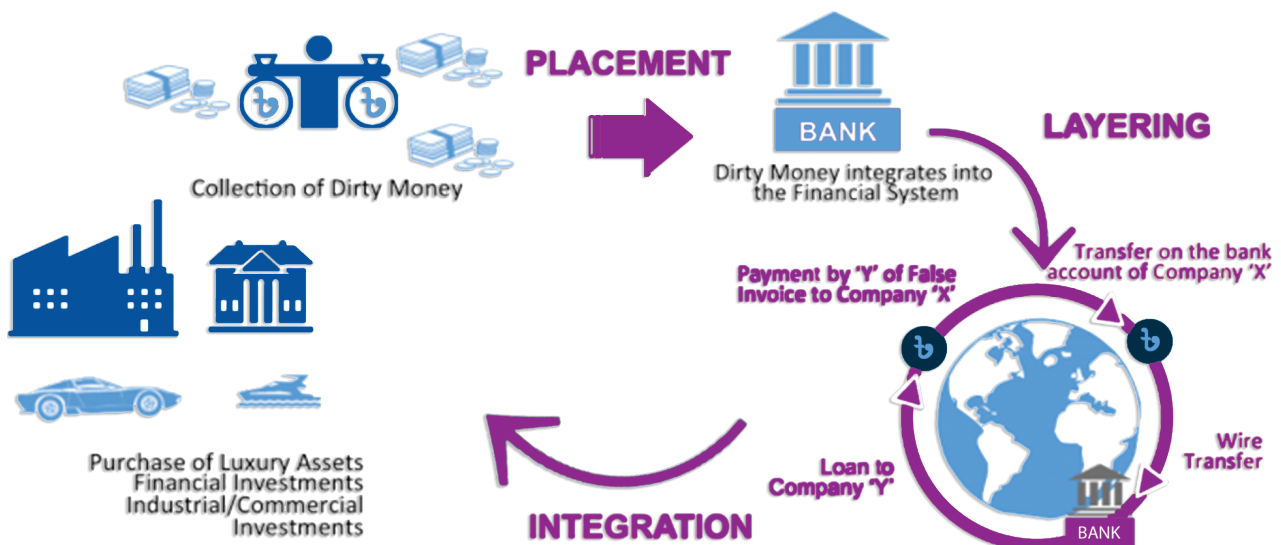 ৳
৳
PLACEMENT
BANK
LAYERING
Collection of Dirty Money
Dirty Money integrates into
the Financial System
Transfer on the bank
account of Company ‘X’
Payment by ‘Y’ of False
Invoice to Company ‘X’
৳
৳
Wire
Transfer
Loan to
Company ‘Y’
BANK
Purchase of Luxury Assets
Financial Investments
Industrial/Commercial
Investments
INTEGRATION